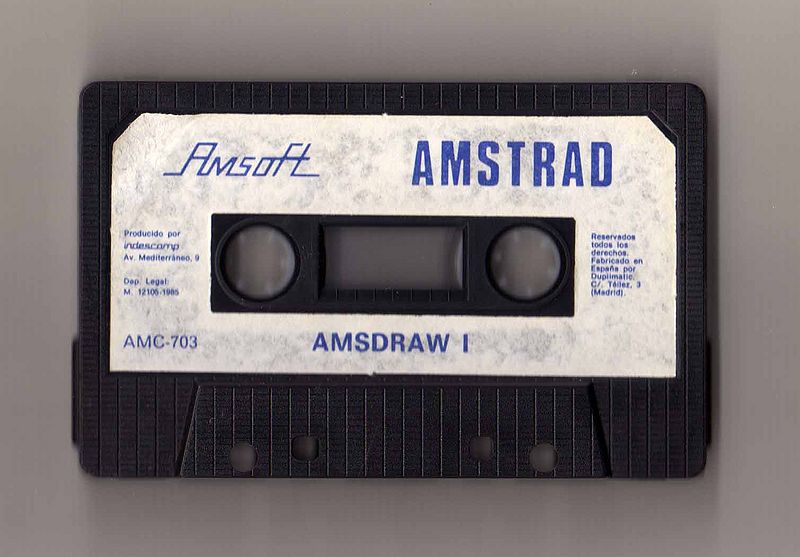 Amsoft
AMSTRAD
Producido por
indescomp
Av. Mediterráneo, 9
Dep. Legal:
M. 12105-1985
Reservados
todos los
derechos.
Fabricado en
España por
Duplimatic.
C/. Téllez, 3
(Madrid).
AMC-703
AMSDRAW I